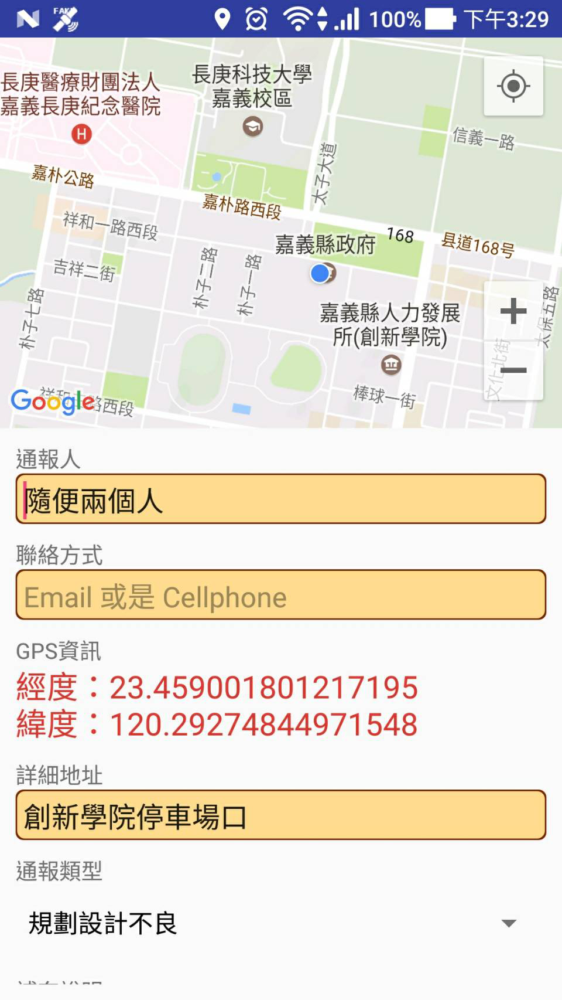 FAKE
100% 下午3:29
長庚醫療財團法人
嘉義長庚紀念醫院
H
長庚科技大學
嘉義校區
信義一路
太子大道
嘉朴公路
嘉朴路西段
祥和一路西段
168
县道168号
嘉義縣政府
吉祥二街
朴子二路
朴子一路
朴子七路
太保五路
嘉義縣人力發展
所(創新學院)
文化北街
棒球一街
Google
通報人
隨便兩個人
聯絡方式
Email 或是 Cellphone
GPS資訊
經度：23.459001801217195
緯度：120.29274844971548
詳細地址
創新學院停車場口
通報類型
規劃設計不良